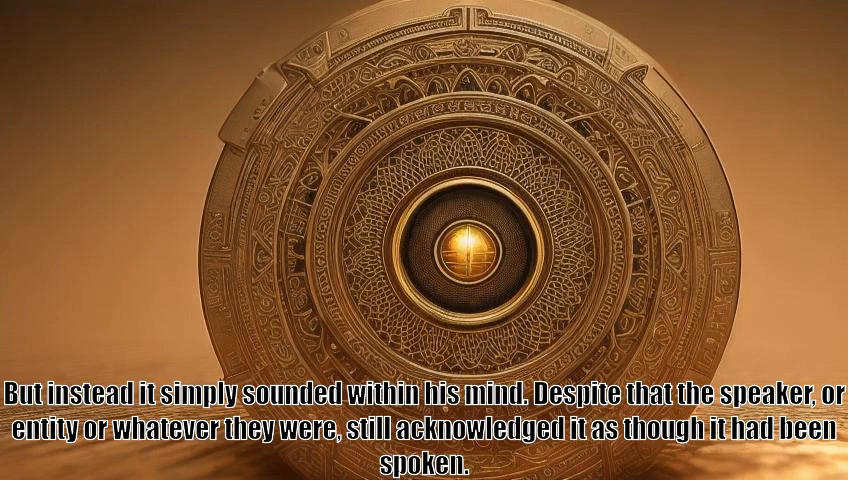 But instead it simply sounded within his mind. Despite that the speaker, or
entity or whatever they were, still acknowledged it as though it had been
spoken.